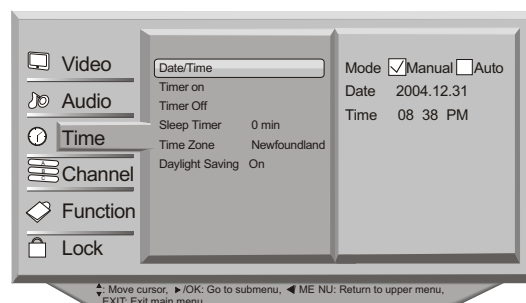 Video
Audio
Time
Channel
Function
Lock
Date/Time
Timer on
Timer Off
Sleep Timer 0 min
Time Zone Newfoundland
Daylight Saving On
Mode Manual Auto
Date 2004.12.31
Time 08 38 PM
: Move cursor, /OK: Go to submenu, ME NU: Return to upper menu,
EXIT: Exit main menu